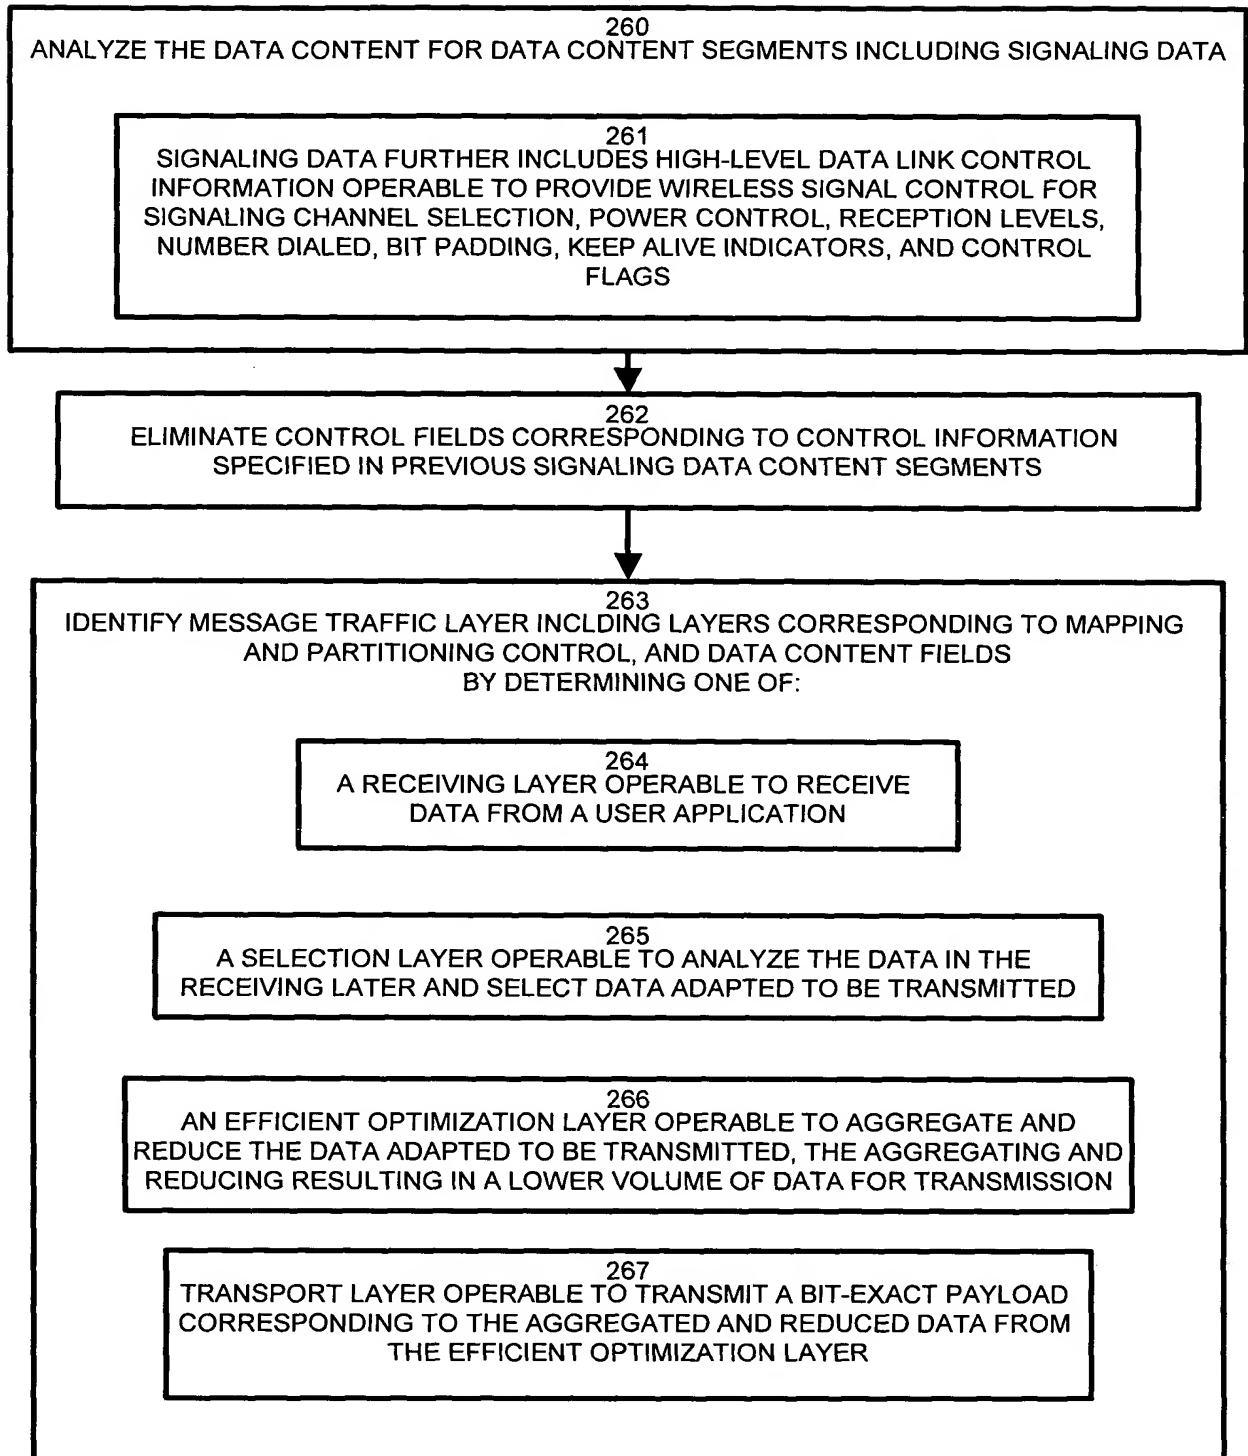 260
ANALYZE THE DATA CONTENT FOR DATA CONTENT SEGMENTS INCLUDING SIGNALING DATA
261
SIGNALING DATA FURTHER INCLUDES HIGH-LEVEL DATA LINK CONTROL
INFORMATION OPERABLE TO PROVIDE WIRELESS SIGNAL CONTROL FOR
SIGNALING CHANNEL SELECTION, POWER CONTROL, RECEPTION LEVELS,
NUMBER DIALED, BIT PADDING, KEEP ALIVE INDICATORS, AND CONTROL
FLAGS
262
ELIMINATE CONTROL FIELDS CORRESPONDING TO CONTROL INFORMATION
SPECIFIED IN PREVIOUS SIGNALING DATA CONTENT SEGMENTS
263
IDENTIFY MESSAGE TRAFFIC LAYER INCLDING LAYERS CORRESPONDING TO MAPPING
AND PARTITIONING CONTROL, AND DATA CONTENT FIELDS
BY DETERMINING ONE OF:
264
A RECEIVING LAYER OPERABLE TO RECEIVE
DATA FROM A USER APPLICATION
265
A SELECTION LAYER OPERABLE TO ANALYZE THE DATA IN THE
RECEIVING LATER AND SELECT DATA ADAPTED TO BE TRANSMITTED
266
AN EFFICIENT OPTIMIZATION LAYER OPERABLE TO AGGREGATE AND
REDUCE THE DATA ADAPTED TO BE TRANSMITTED, THE AGGREGATING AND
REDUCING RESULTING IN A LOWER VOLUME OF DATA FOR TRANSMISSION
267
TRANSPORT LAYER OPERABLE TO TRANSMIT A BIT-EXACT PAYLOAD
CORRESPONDING TO THE AGGREGATED AND REDUCED DATA FROM
THE EFFICIENT OPTIMIZATION LAYER